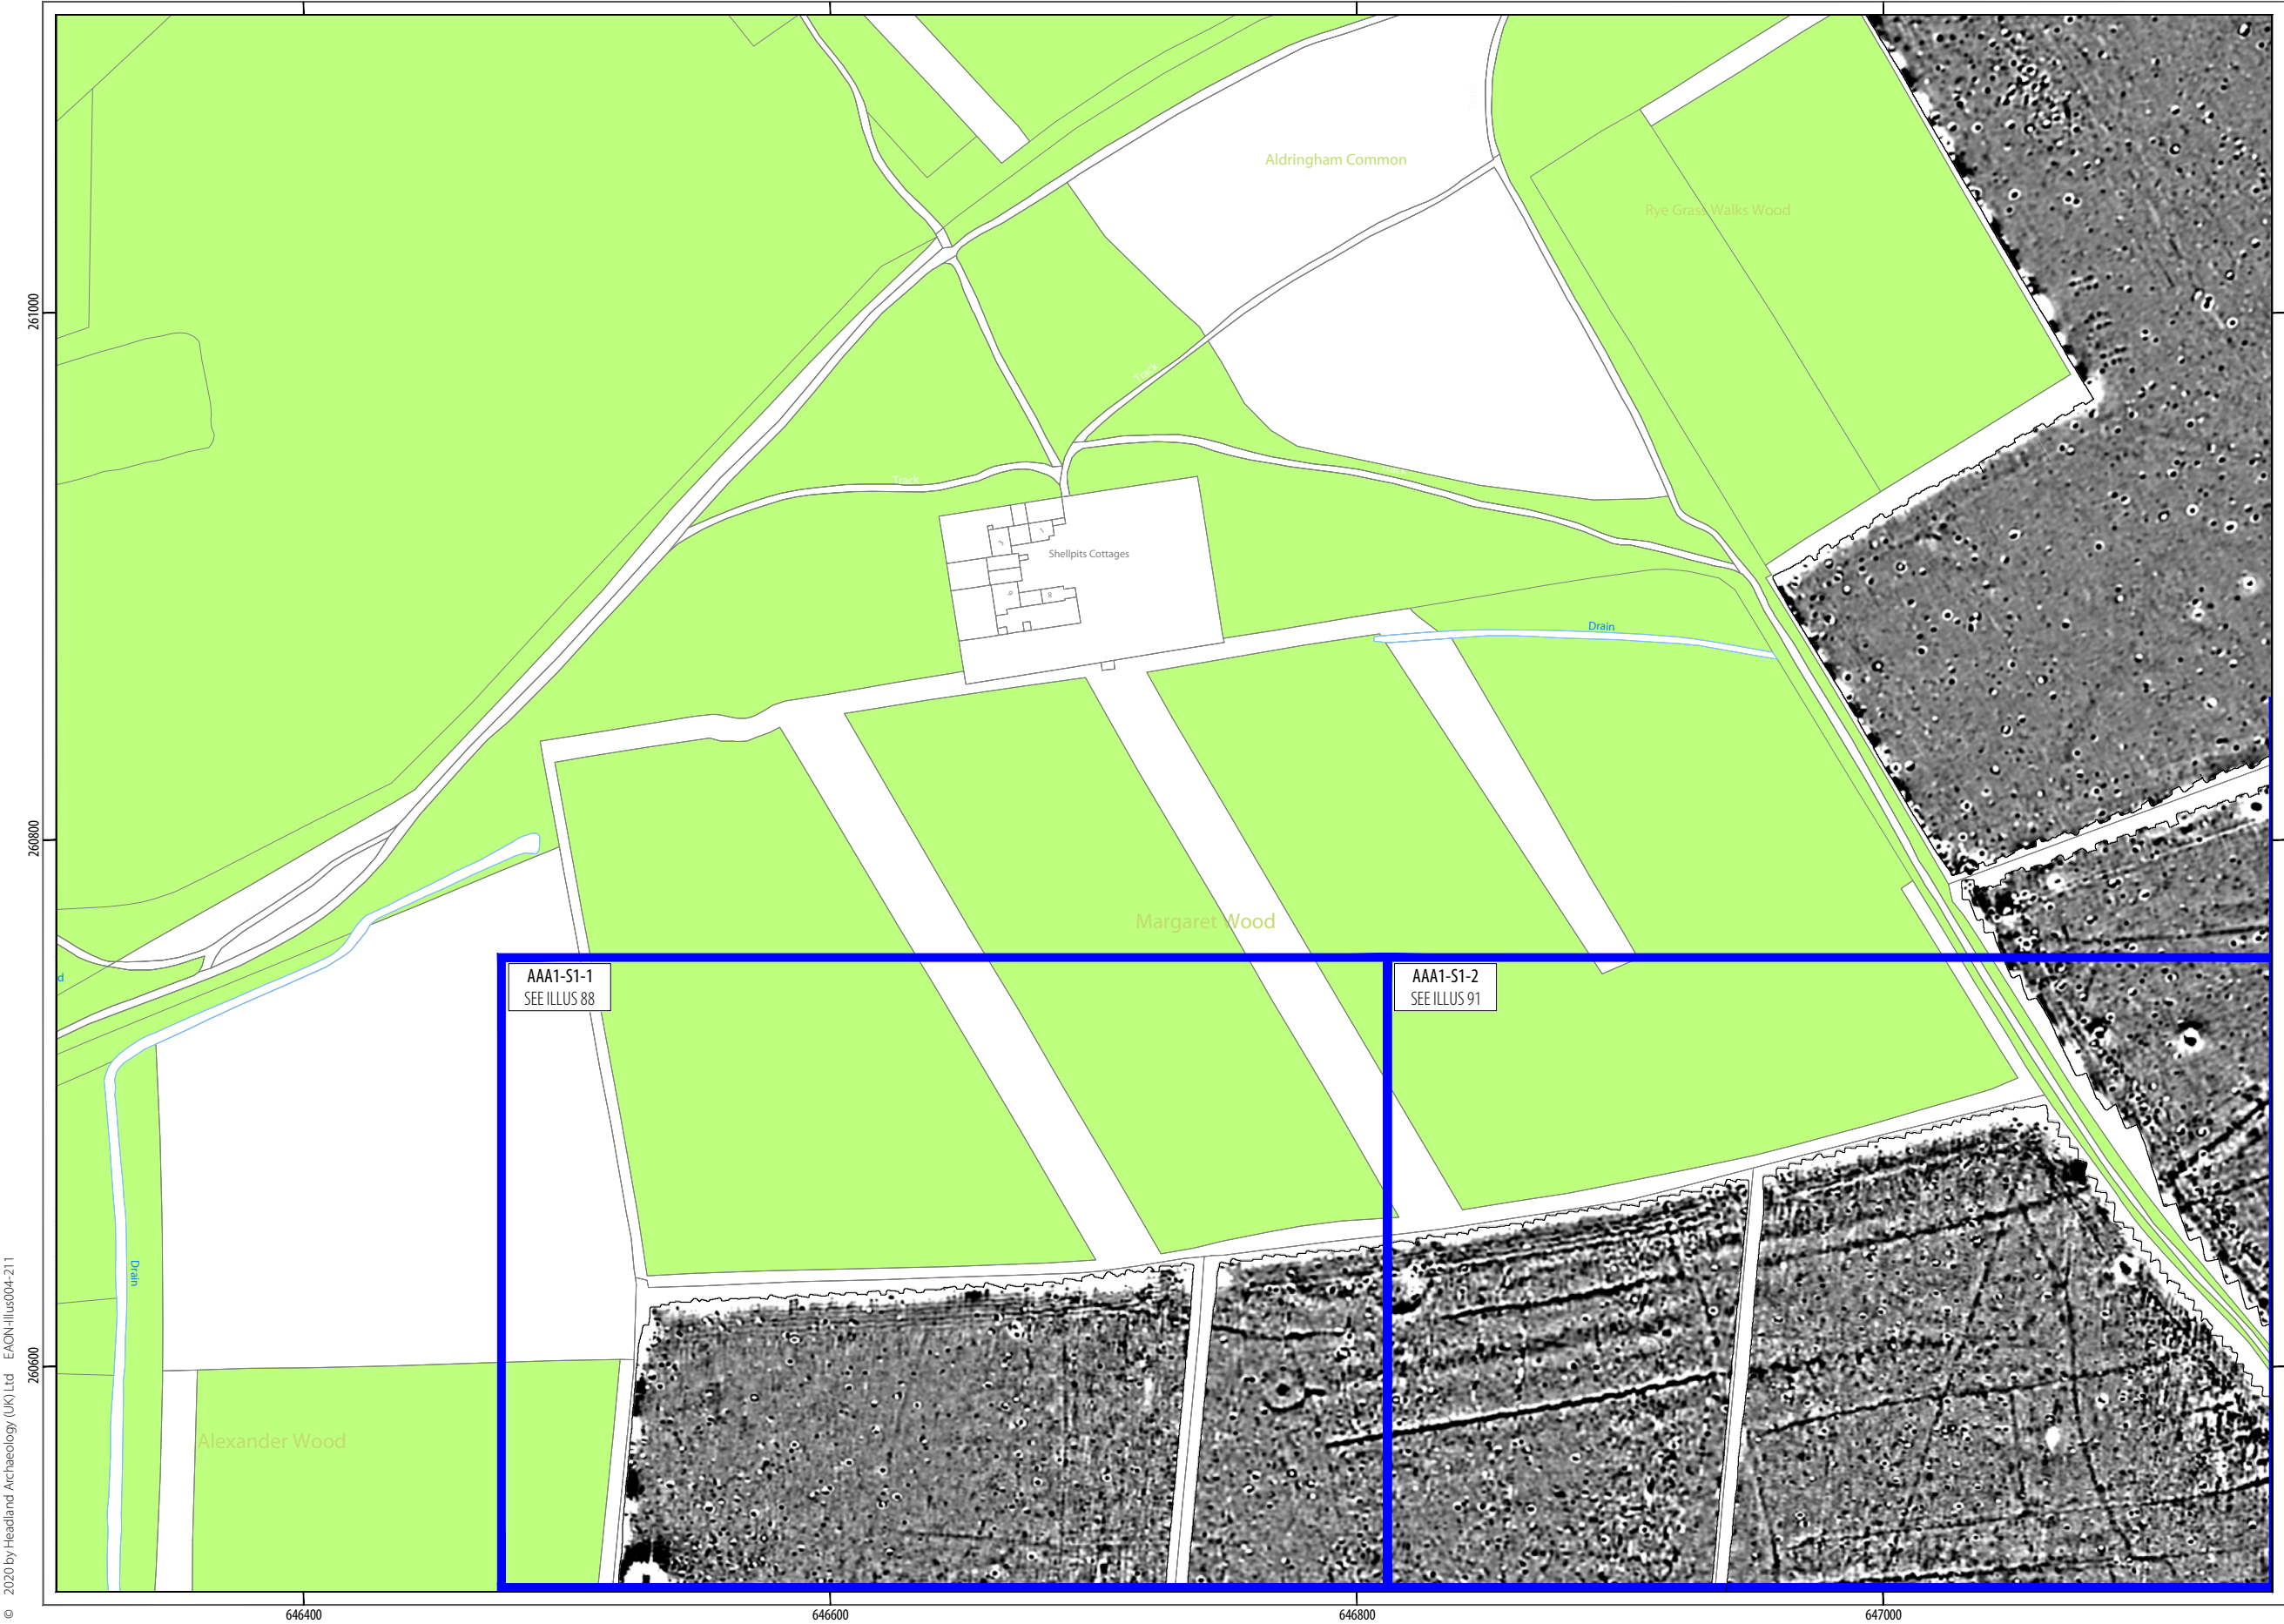 Aldringham Common
Rye Grass Walks Wood
261000
Track
Track
Track
Shellpits Cottages
Drain
260800
Margaret Wood
AAA1-S1-1
SEE ILLUS 88
AAA1-S1-2
SEE ILLUS 91
d
Drain
260600
Alexander Wood
© 2020 by Headland Archaeology (UK) Ltd EAON-Illus004-211
646400
646600
646800
647000